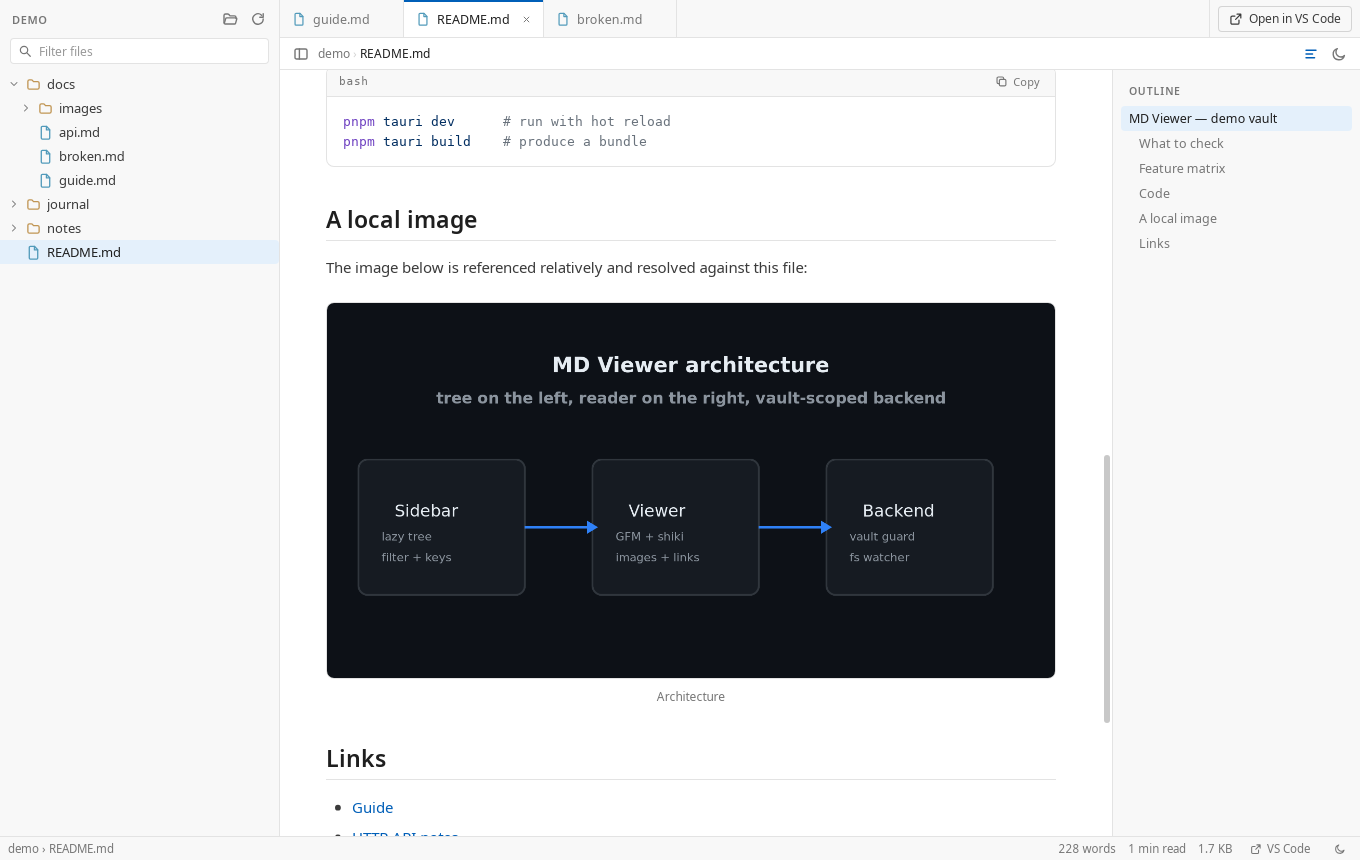 DEMO
Filter files
docs
images
api.md
broken.md
guide.md
journal
notes
README.md
guide.md
README.md ×
broken.md
Open in VS Code
demo › README.md
bash
Copy
pnpm tauri dev # run with hot reload
pnpm tauri build # produce a bundle
A local image
The image below is referenced relatively and resolved against this file:
MD Viewer architecture
tree on the left, reader on the right, vault-scoped backend
Sidebar
lazy tree
filter + keys
Viewer
GFM + shiki
images + links
Backend
vault guard
fs watcher
Architecture
Links
• Guide
• HTTP API notes
OUTLINE
MD Viewer — demo vault
What to check
Feature matrix
Code
A local image
Links
demo › README.md
228 words
1 min read
1.7 KB
VS Code